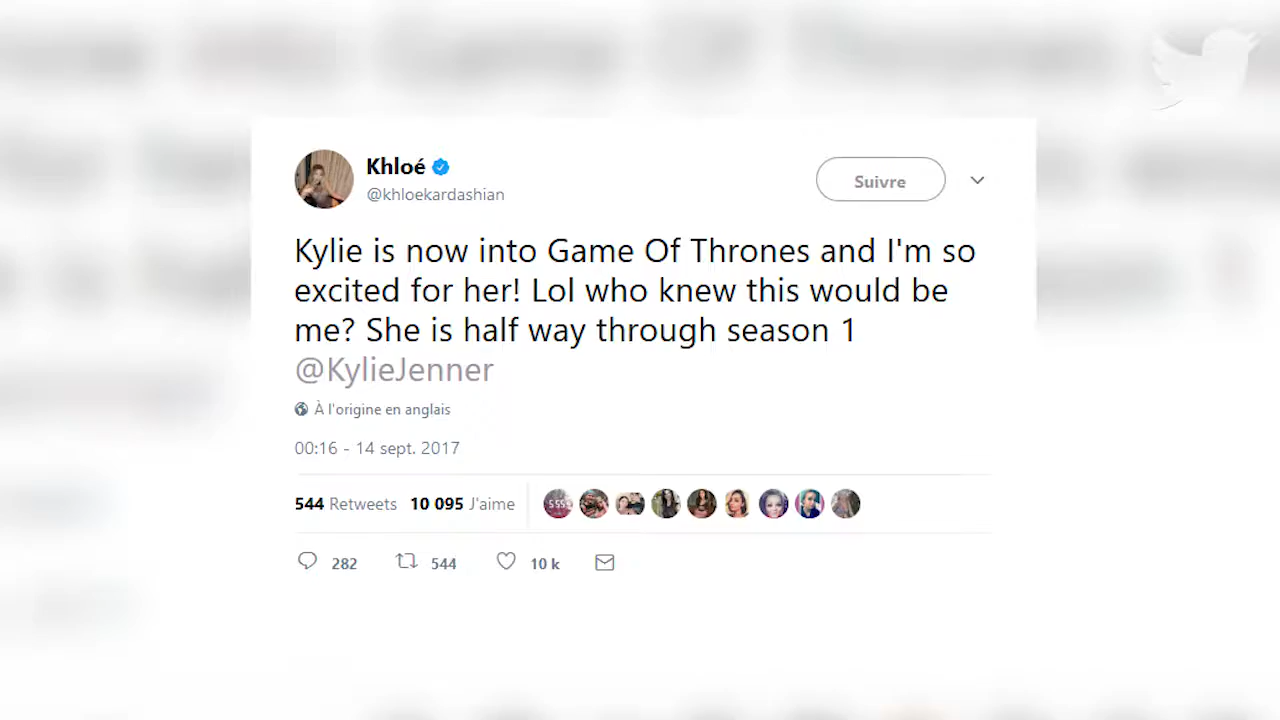 Khloé
@khloekardashian
Suivre
Kylie is now into Game Of Thrones and I'm so
excited for her! Lol who knew this would be
me? She is half way through season 1
@KylieJenner
À l'origine en anglais
00:16 - 14 sept. 2017
544 Retweets 10 095 J'aime
282 544 10 k